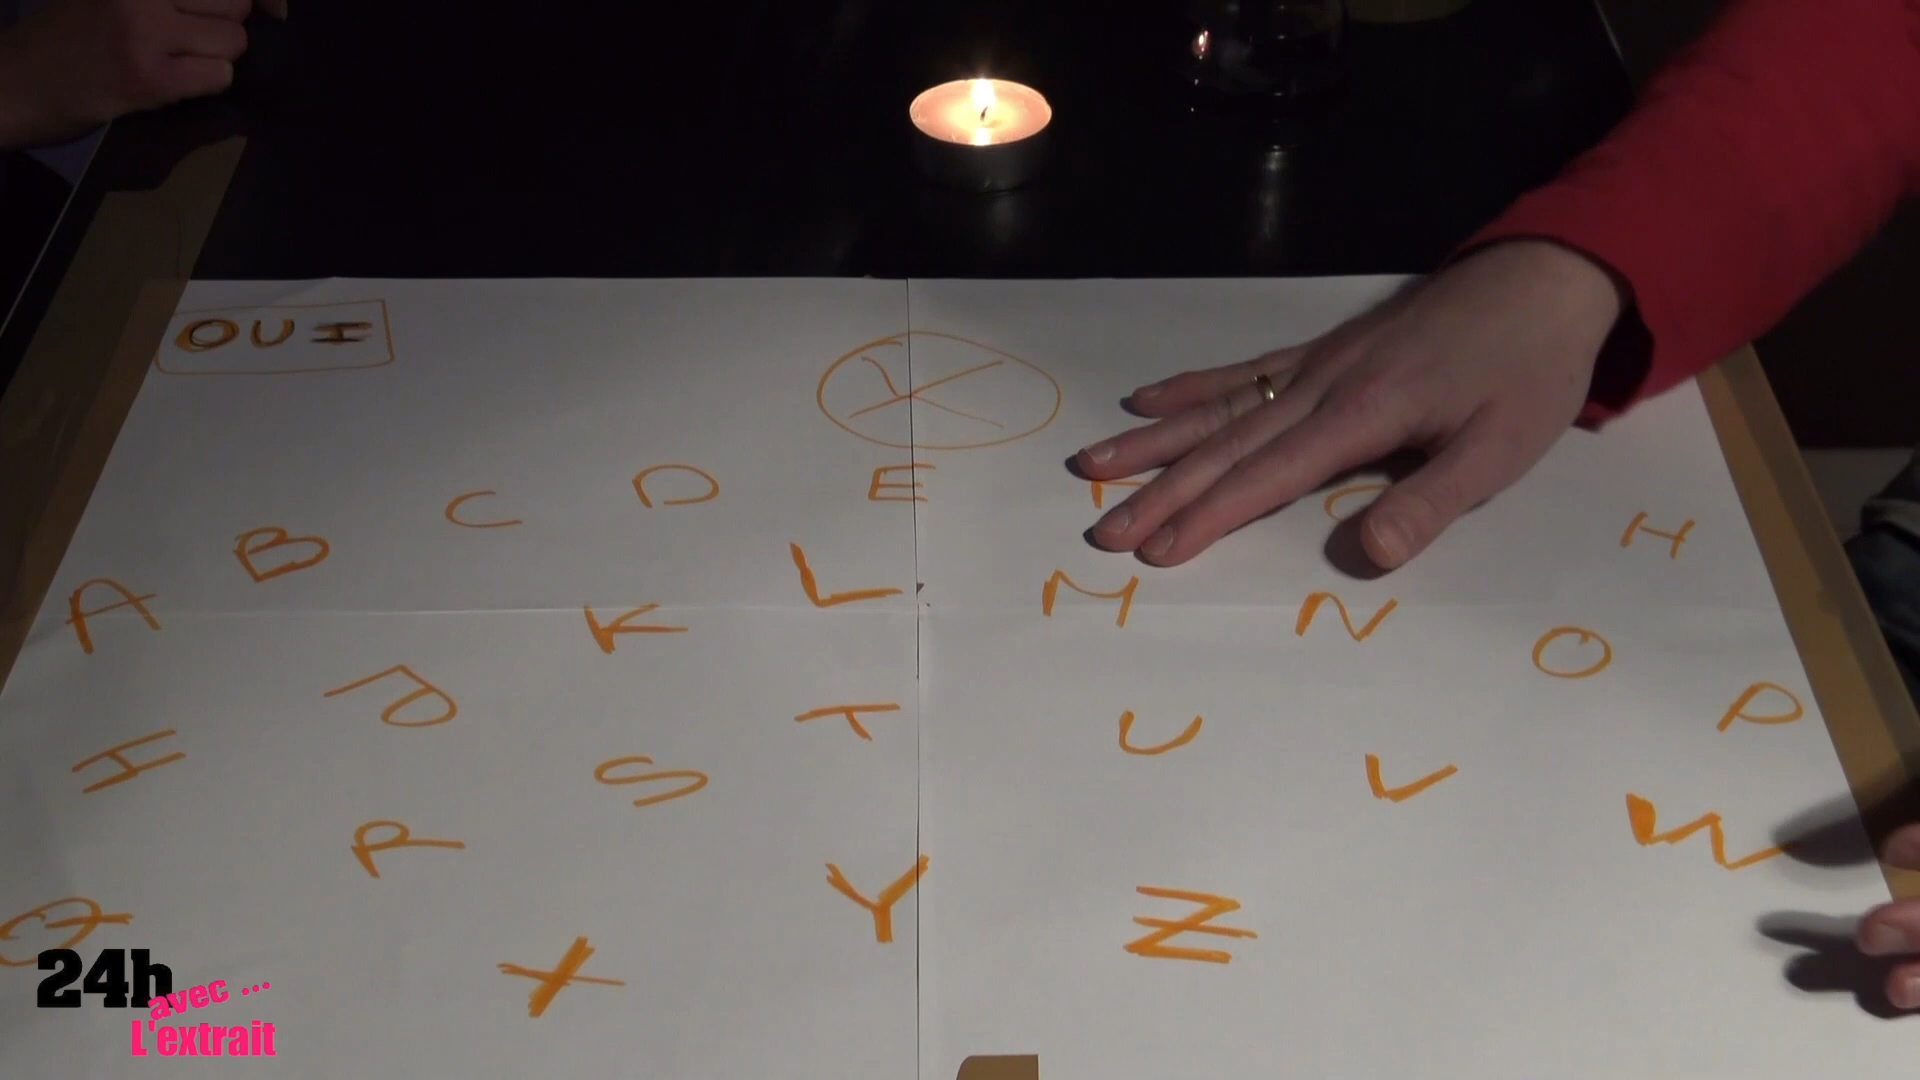 OUI
A B C D E F G H
I J K L M N O P
Q R S T U V W
X Y Z
24h
avec ...
L'extrait